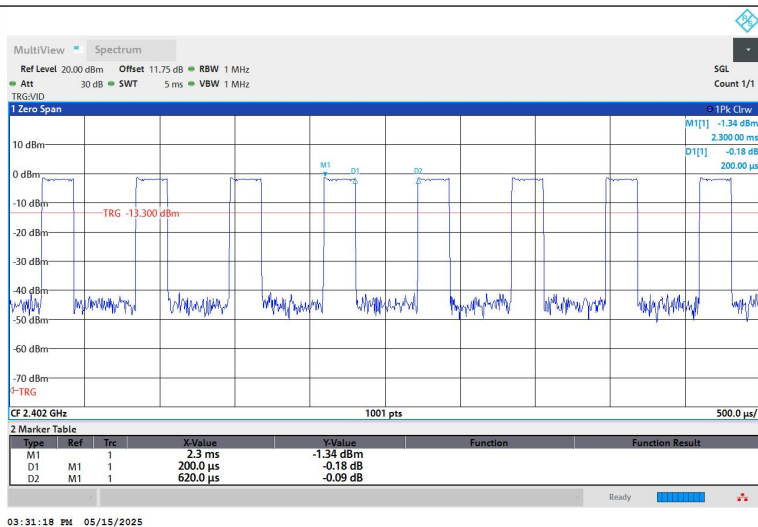 R&S
MultiView Spectrum
Ref Level 20.00 dBm Offset 11.75 dB RBW 1 MHz SGL
Att 30 dB SWT 5 ms VBW 1 MHz Count 1/1
TRG:VID
1 Zero Span 1Pk Clrw
M1[1] -1.34 dBm
2.300 00 ms
D1[1] -0.18 dB
200.00 µs
10 dBm
M1 D1 D2
0 dBm
-10 dBm
TRG -13.300 dBm
-20 dBm
-30 dBm
-40 dBm
-50 dBm
-60 dBm
-70 dBm
TRG
CF 2.402 GHz 1001 pts 500.0 µs/
2 Marker Table
Type Ref Trc X-Value Y-Value Function Function Result
M1 1 2.3 ms -1.34 dBm
D1 M1 1 200.0 µs -0.18 dB
D2 M1 1 620.0 µs -0.09 dB
Ready
03:31:18 PM 05/15/2025